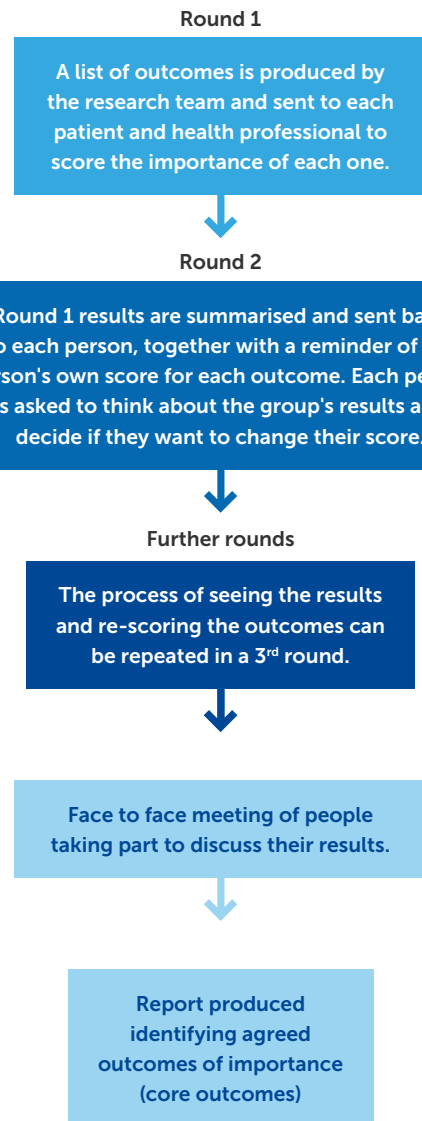 Round 1
A list of outcomes is produced by
the research team and sent to each
patient and health professional to
score the importance of each one.
Round 2
Round 1 results are summarised and sent
to each person, together with a reminder of
own score for each outcome. Each
is asked to think about the group's results
decide if they want to change their score.
Further rounds
The process of seeing the results
and re-scoring the outcomes can
be repeated in a 3rd round.
Face to face meeting of people
taking part to discuss their results.
Report produced
identifying agreed
outcomes of importance
(core outcomes)